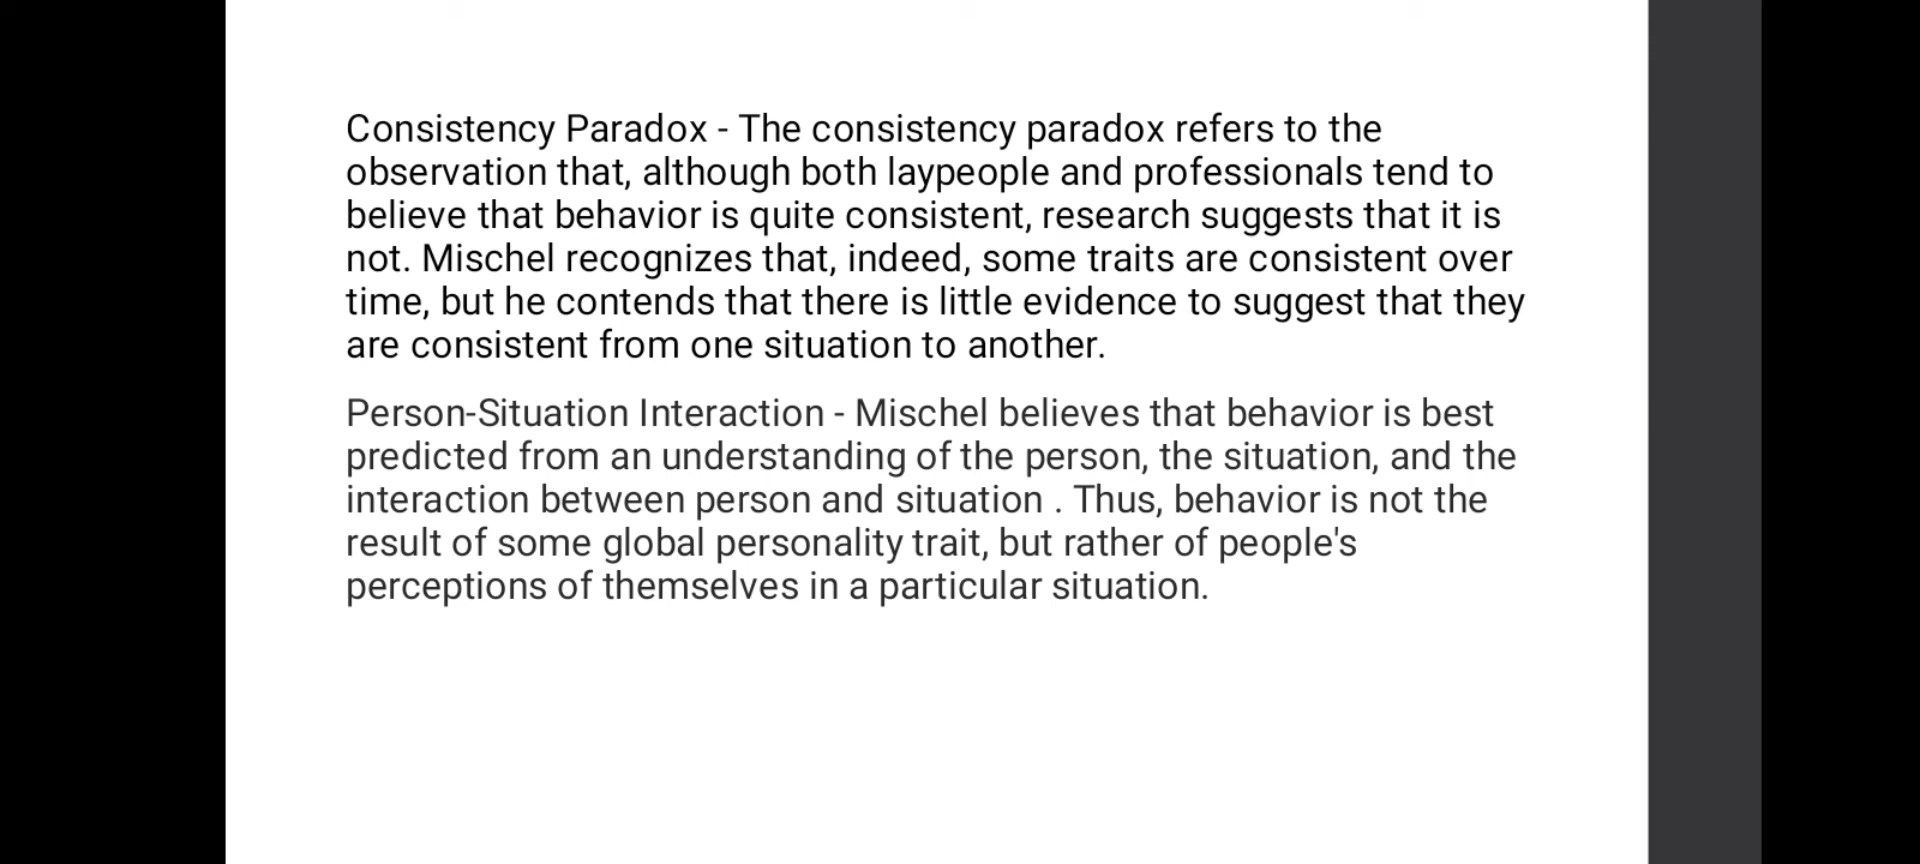 Consistency Paradox - The consistency paradox refers to the
observation that, although both laypeople and professionals tend to
believe that behavior is quite consistent, research suggests that it is
not. Mischel recognizes that, indeed, some traits are consistent over
time, but he contends that there is little evidence to suggest that they
are consistent from one situation to another.
Person-Situation Interaction - Mischel believes that behavior is best
predicted from an understanding of the person, the situation, and the
interaction between person and situation . Thus, behavior is not the
result of some global personality trait, but rather of people's
perceptions of themselves in a particular situation.